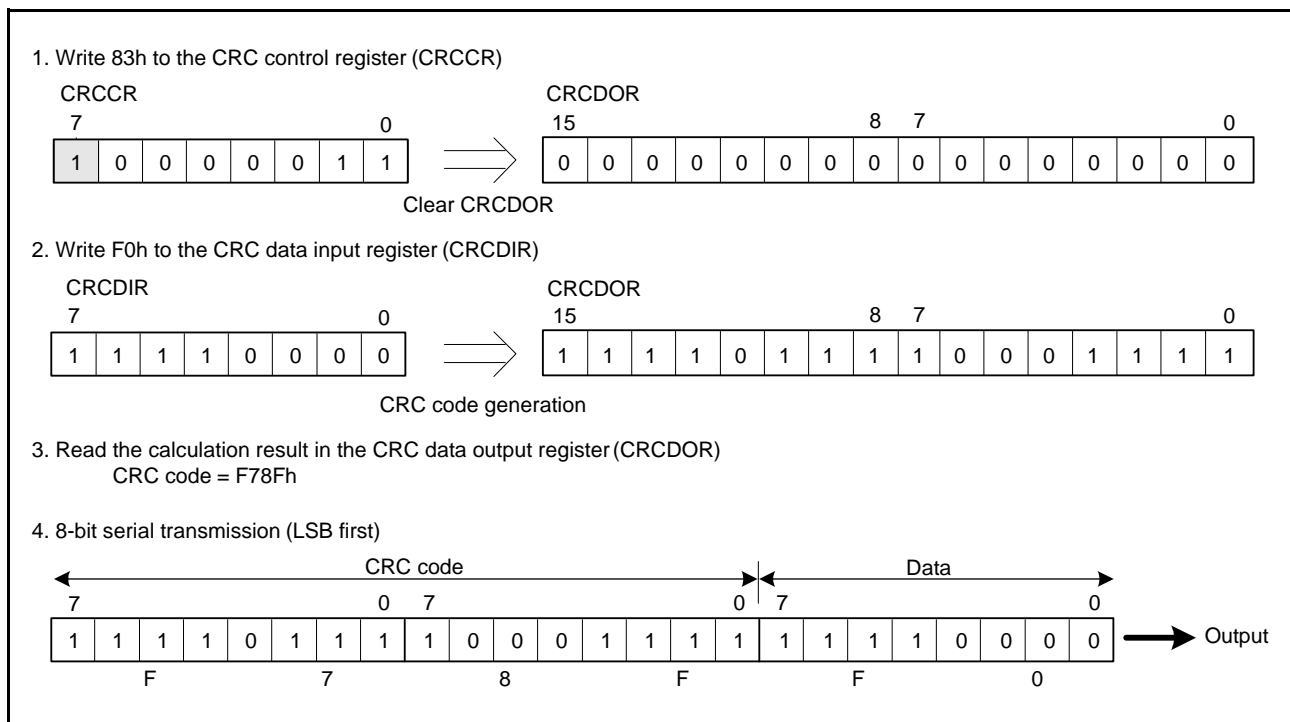 1. Write 83h to the CRC control register (CRCCR)
CRCCR CRCDOR
7 0 15 8 7 0
1 0 0 0 0 0 1 1 0 0 0 0 0 0 0 0 0 0 0 0 0 0 0 0
Clear CRCDOR
2. Write F0h to the CRC data input register (CRCDIR)
CRCDIR CRCDOR
7 0 15 8 7 0
1 1 1 1 0 0 0 0 1 1 1 1 0 1 1 1 1 0 0 0 1 1 1 1
CRC code generation
3. Read the calculation result in the CRC data output register (CRCDOR)
CRC code = F78Fh
4. 8-bit serial transmission (LSB first)
CRC code Data
7 0 7 0 7 0
1 1 1 1 0 1 1 1 1 0 0 0 1 1 1 1 1 1 1 1 0 0 0 0 Output
F 7 8 F F 0